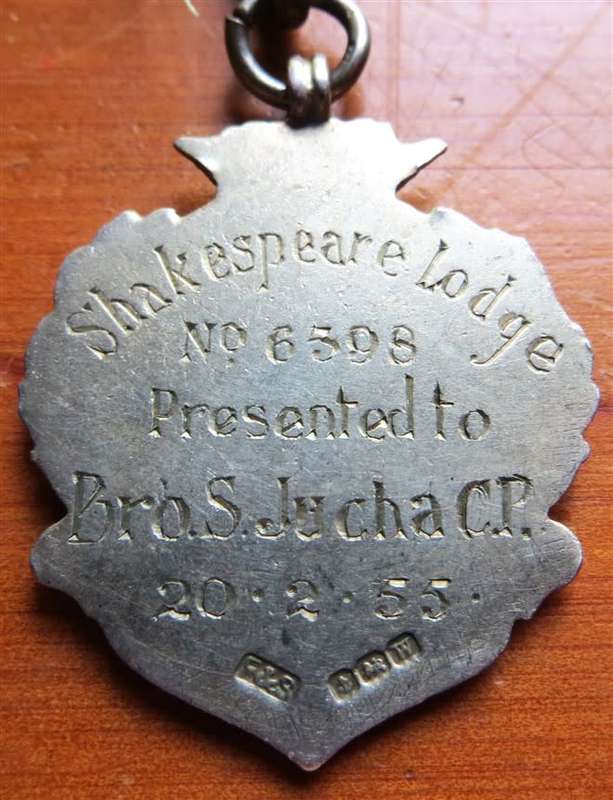 Shakespeare Lodge
No 6598
Presented to
Bro. S. Jucha C.P.
20 · 2 · 55 ·
F&S
W